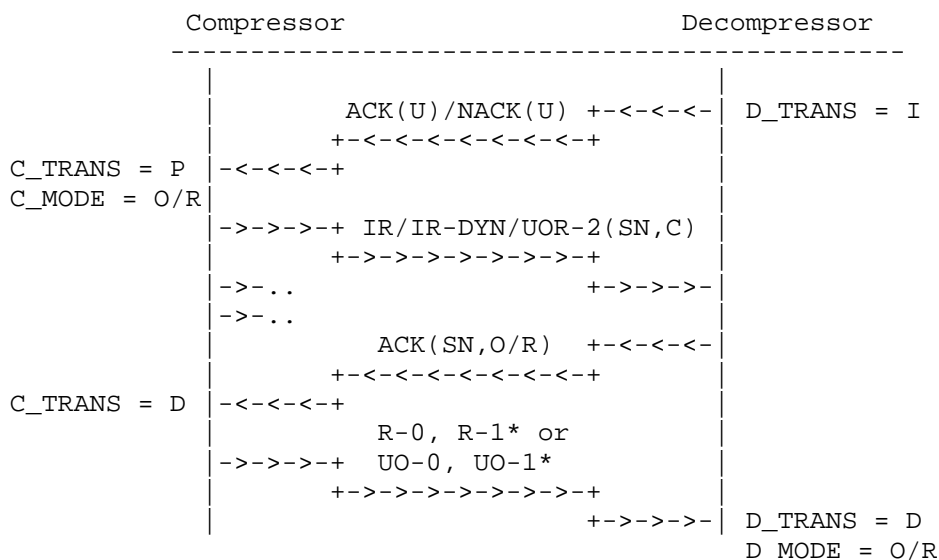 Compressor                     Decompressor
----------------------------------------------
|                               |
|        ACK(U)/NACK(U) +-<-<-<-|  D_TRANS = I
|       +-<-<-<-<-<-<-<-+       |
C_TRANS = P  |-<-<-<-+                       |
C_MODE = O/R|                               |
|->->->-+ IR/IR-DYN/UOR-2(SN,C) |
|       +->->->->->->->-+       |
|->-..                  +->->->-|
|->-..                          |
|          ACK(SN,O/R)  +-<-<-<-|
|       +-<-<-<-<-<-<-<-+       |
C_TRANS = D  |-<-<-<-+                       |
|          R-0, R-1* or         |
|->->->-+  UO-0, UO-1*          |
|       +->->->->->->->-+       |
|                       +->->->-|  D_TRANS = D
D_MODE = O/R